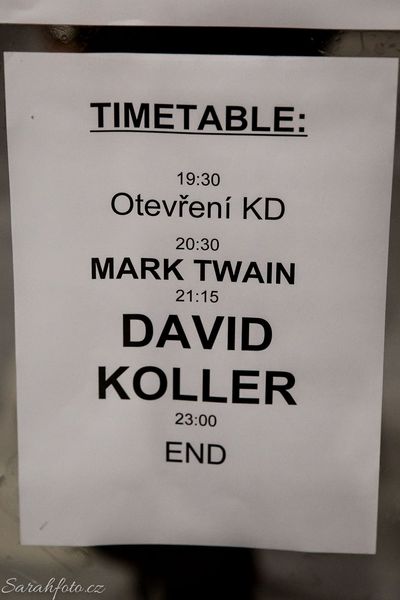 TIMETABLE:
19:30
Otevření KD
20:30
MARK TWAIN
21:15
DAVID
KOLLER
23:00
END
Sarahfoto.cz